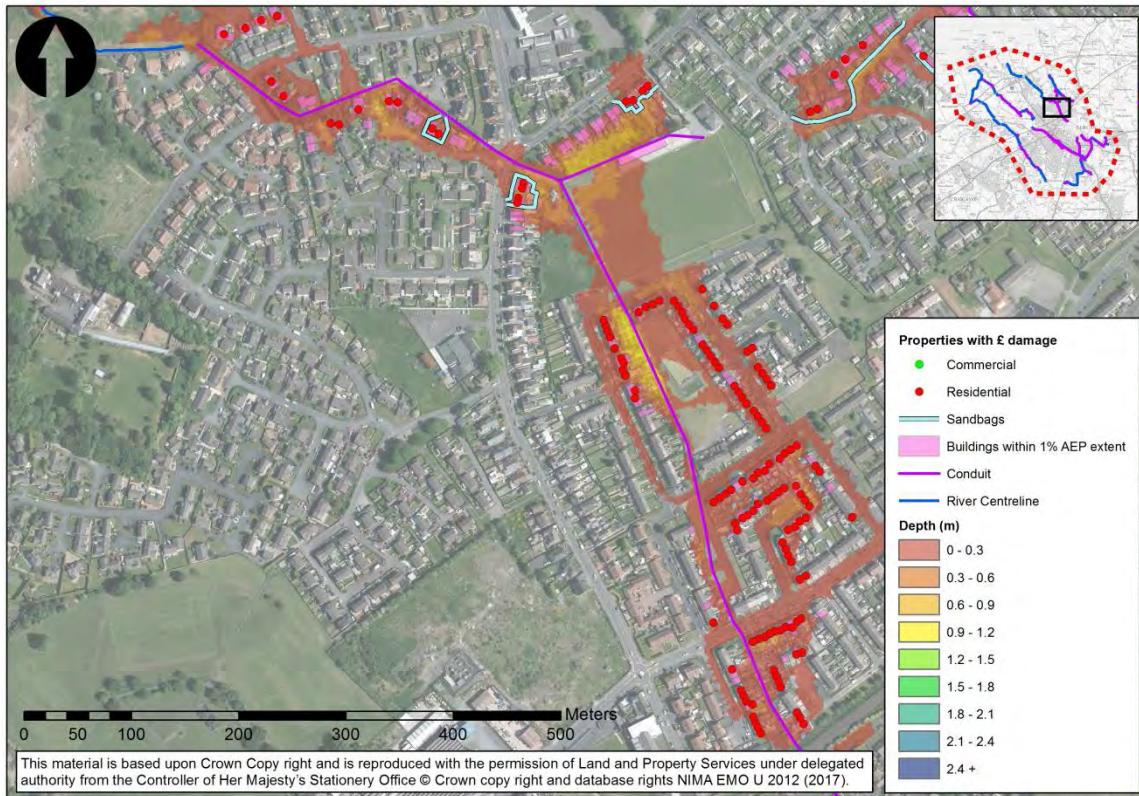 Properties with £ damage
Commercial
Residential
Sandbags
Buildings within 1% AEP extent
Conduit
River Centreline
Depth (m)
0 - 0.3
0.3 - 0.6
0.6 - 0.9
0.9 - 1.2
1.2 - 1.5
1.5 - 1.8
1.8 - 2.1
2.1 - 2.4
2.4 +
Meters
0 100 200 300 400 500
This material is based upon Crown Copy right and is reproduced with the permission of Land and Property Services under delegated
authority from the Controller of Her Majesty's Stationery Office © Crown copy right and database rights NIMA EMO U 2012 (2017).